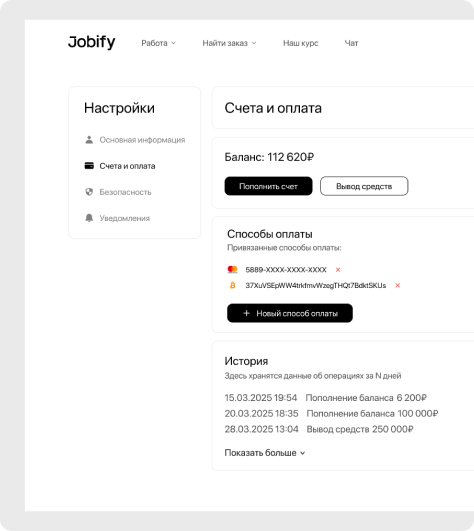 Jobify
Работа
Найти заказ
Наш курс
Чат
Настройки
Основная информация
Счета и оплата
Безопасность
Уведомления
Счета и оплата
Баланс: 112 620₽
Пополнить счет
Вывод средств
Способы оплаты
Привязанные способы оплаты:
5889-XXXX-XXXX-XXXX ×
37XuVSEpWW4trkfmvWzegTHQt7BdktSKUs ×
+ Новый способ оплаты
История
Здесь хранятся данные об операциях за N дней
15.03.2025 19:54 Пополнение баланса 6 200₽
20.03.2025 18:35 Пополнение баланса 100 000₽
28.03.2025 13:04 Вывод средств 250 000₽
Показать больше